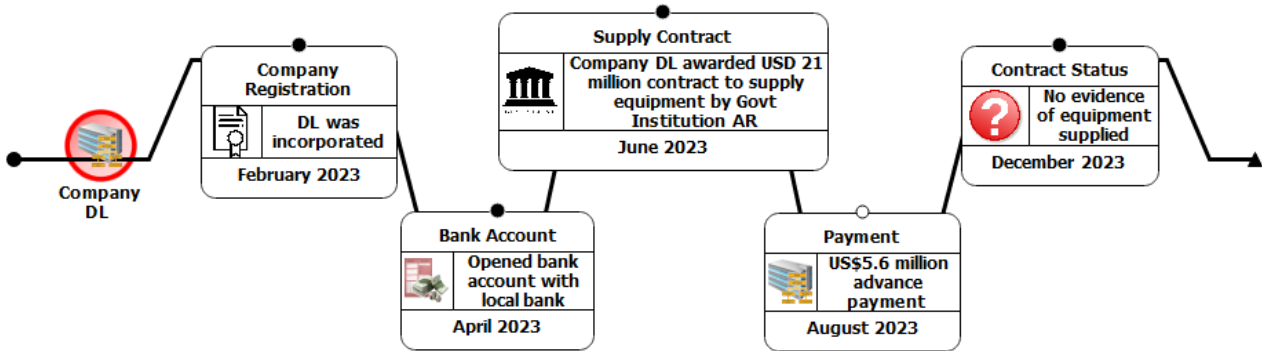 Company
DL
Company
Registration
DL was
incorporated
February 2023
Bank Account
Opened bank
account with
local bank
April 2023
Supply Contract
Company DL awarded USD 21
million contract to supply
equipment by Govt
Institution AR
June 2023
Payment
US$5.6 million
advance
payment
August 2023
Contract Status
?
No evidence
of equipment
supplied
December 2023